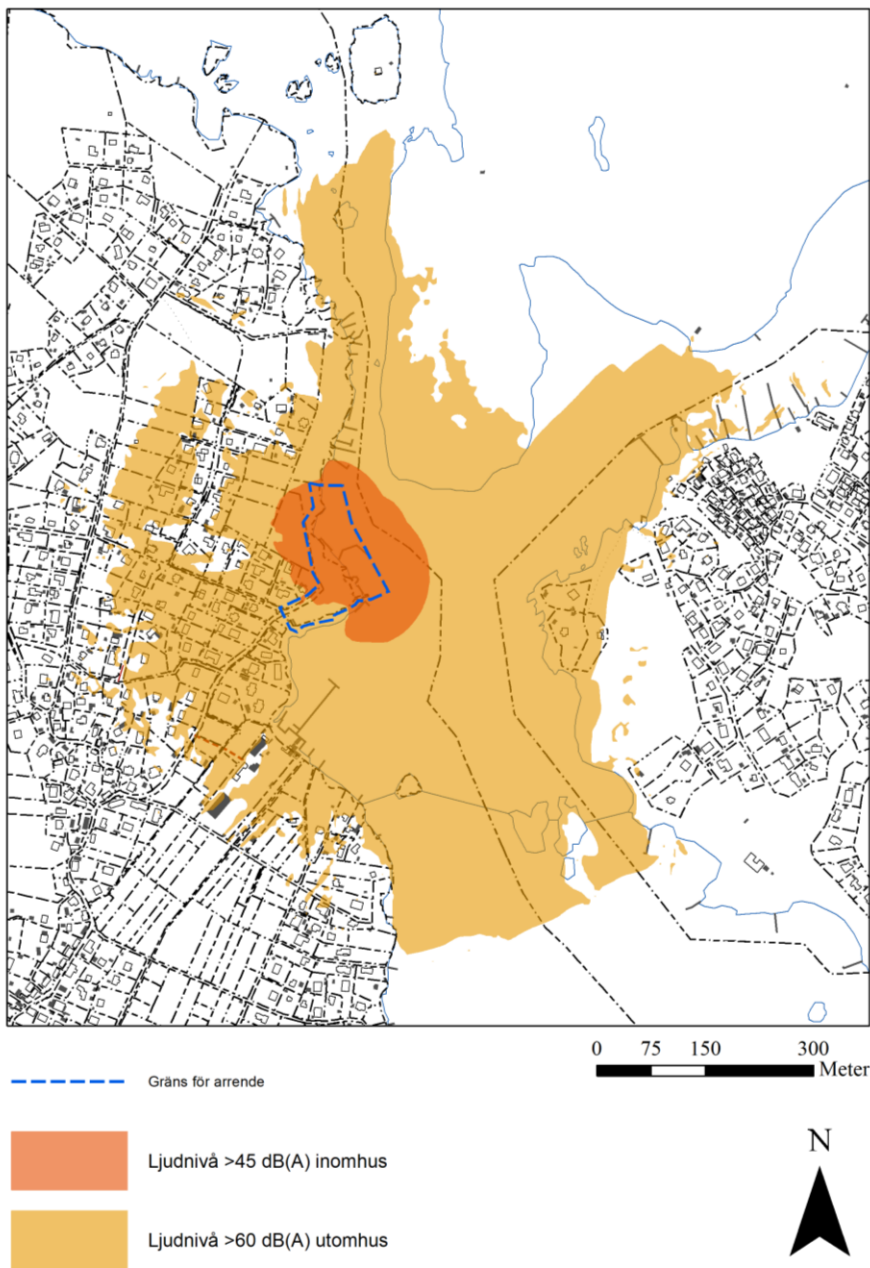 0 75 150 300
Meter
Gräns för arrende
Ljudnivå >45 dB(A) inomhus
N
Ljudnivå >60 dB(A) utomhus